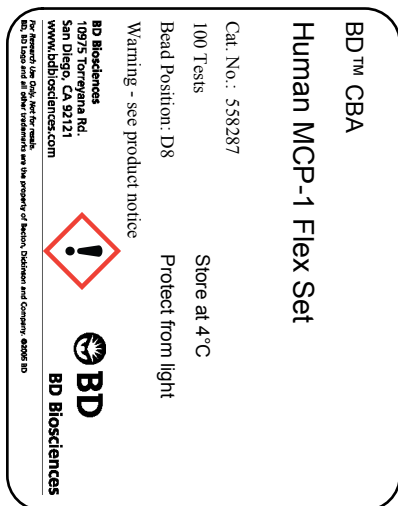 BD™ CBA
Human MCP-1 Flex Set
Cat. No.: 558287
100 Tests
Store at 4°C
Bead Position: D8
Protect from light
Warning - see product notice
BD Biosciences
10975 Torreyana Rd.
San Diego, CA 92121
www.bdbiosciences.com
BD
BD Biosciences
For Research Use Only. Not for resale.
BD, BD Logo and all other trademarks are the property of Becton, Dickinson and Company. ©2005 BD